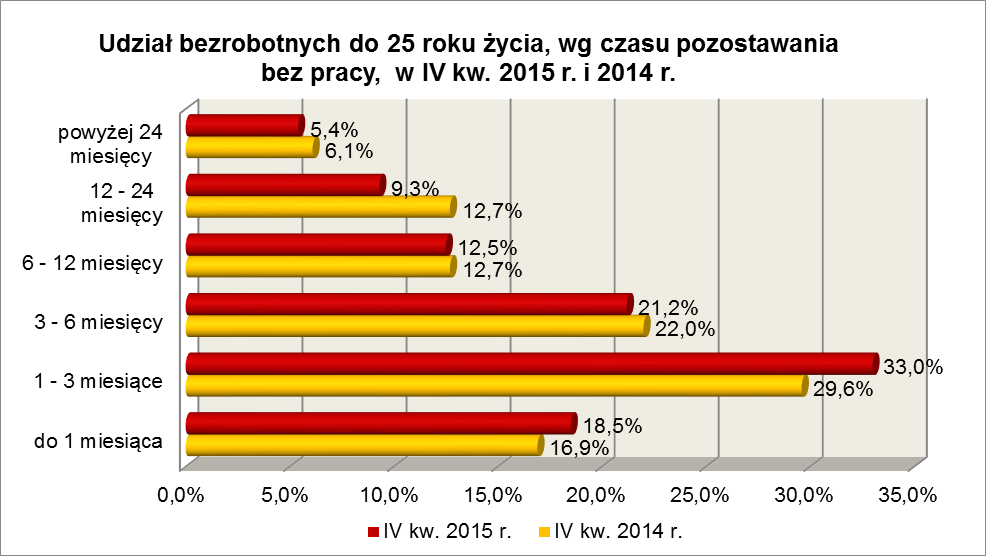 Udział bezrobotnych do 25 roku życia, wg czasu pozostawania
bez pracy, w IV kw. 2015 r. i 2014 r.
powyżej 24
miesięcy
5,4%
6,1%
12 - 24
miesięcy
9,3%
12,7%
6 - 12 miesięcy
12,5%
12,7%
3 - 6 miesięcy
21,2%
22,0%
1 - 3 miesiące
33,0%
29,6%
do 1 miesiąca
18,5%
16,9%
0,0% 5,0% 10,0% 15,0% 20,0% 25,0% 30,0% 35,0%
IV kw. 2015 r. IV kw. 2014 r.